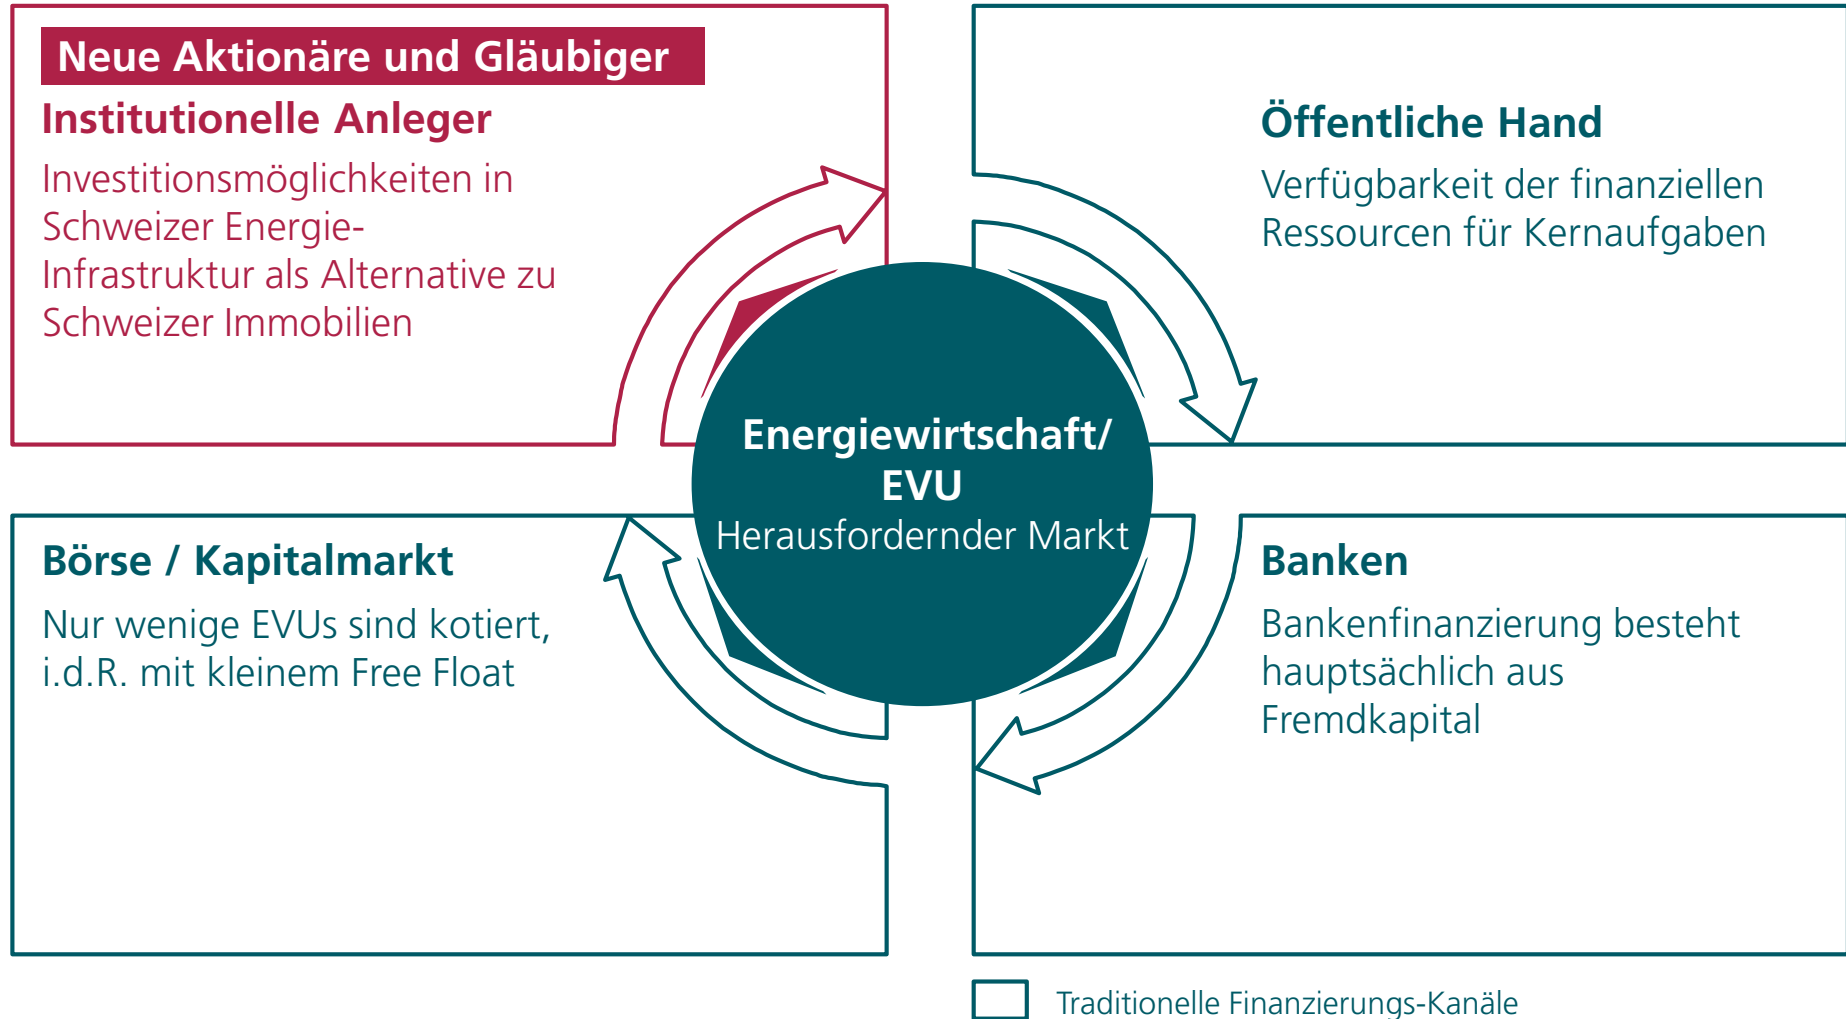 Neue Aktionäre und Gläubiger
Institutionelle Anleger
Investitionsmöglichkeiten in
Schweizer Energie-
Infrastruktur als Alternative zu
Schweizer Immobilien
Öffentliche Hand
Verfügbarkeit der finanziellen
Ressourcen für Kernaufgaben
Energiewirtschaft/
EVU
Herausfordernder Markt
Börse / Kapitalmarkt
Nur wenige EVUs sind kotiert,
i.d.R. mit kleinem Free Float
Banken
Bankenfinanzierung besteht
hauptsächlich aus
Fremdkapital
Traditionelle Finanzierungs-Kanäle